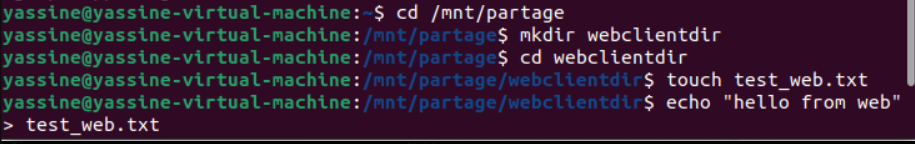 yassine@yassine-virtual-machine:~$ cd /mnt/partage
yassine@yassine-virtual-machine:/mnt/partage$ mkdir webclientdir
yassine@yassine-virtual-machine:/mnt/partage$ cd webclientdir
yassine@yassine-virtual-machine:/mnt/partage/webclientdir$ touch test_web.txt
yassine@yassine-virtual-machine:/mnt/partage/webclientdir$ echo "hello from web"
> test_web.txt